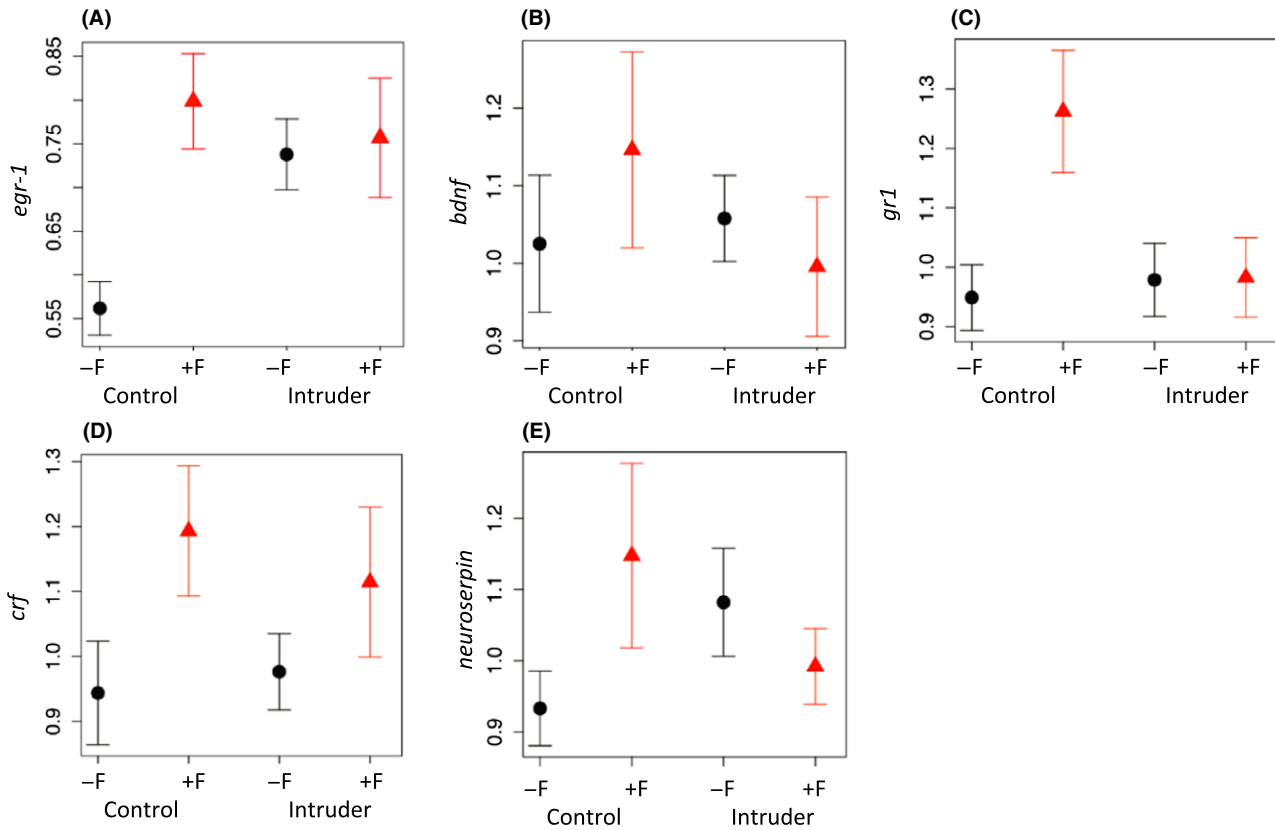 (A)
egr-1
0.85
0.75
0.65
0.55
–F +F –F +F
Control Intruder
(B)
bdnf
1.2
1.1
1.0
0.9
–F +F –F +F
Control Intruder
(C)
gr1
1.3
1.2
1.1
1.0
0.9
–F +F –F +F
Control Intruder
(D)
crf
1.3
1.2
1.1
1.0
0.9
–F +F –F +F
Control Intruder
(E)
neuroserpin
1.2
1.1
1.0
0.9
–F +F –F +F
Control Intruder